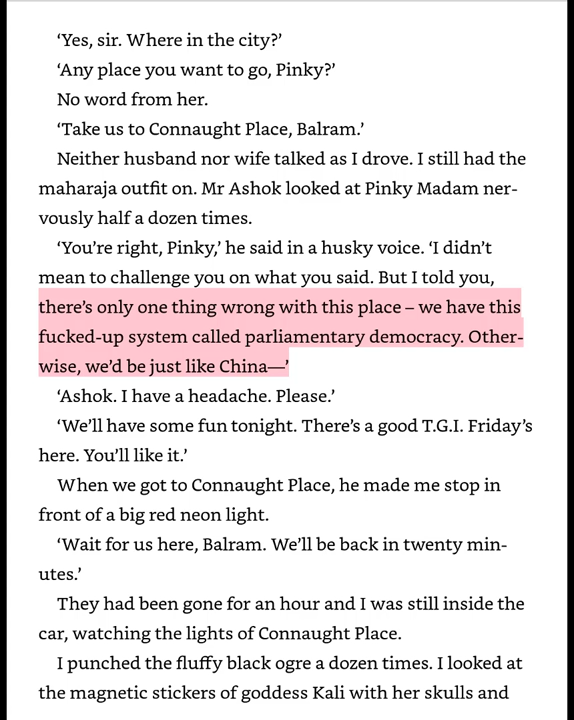 ‘Yes, sir. Where in the city?’
‘Any place you want to go, Pinky?’
No word from her.
‘Take us to Connaught Place, Balram.’
Neither husband nor wife talked as I drove. I still had the
maharaja outfit on. Mr Ashok looked at Pinky Madam ner-
vously half a dozen times.
‘You’re right, Pinky,’ he said in a husky voice. ‘I didn’t
mean to challenge you on what you said. But I told you,
there’s only one thing wrong with this place – we have this
fucked-up system called parliamentary democracy. Other-
wise, we’d be just like China—’
‘Ashok. I have a headache. Please.’
‘We’ll have some fun tonight. There’s a good T.G.I. Friday’s
here. You’ll like it.’
When we got to Connaught Place, he made me stop in
front of a big red neon light.
‘Wait for us here, Balram. We’ll be back in twenty min-
utes.’
They had been gone for an hour and I was still inside the
car, watching the lights of Connaught Place.
I punched the fluffy black ogre a dozen times. I looked at
the magnetic stickers of goddess Kali with her skulls and